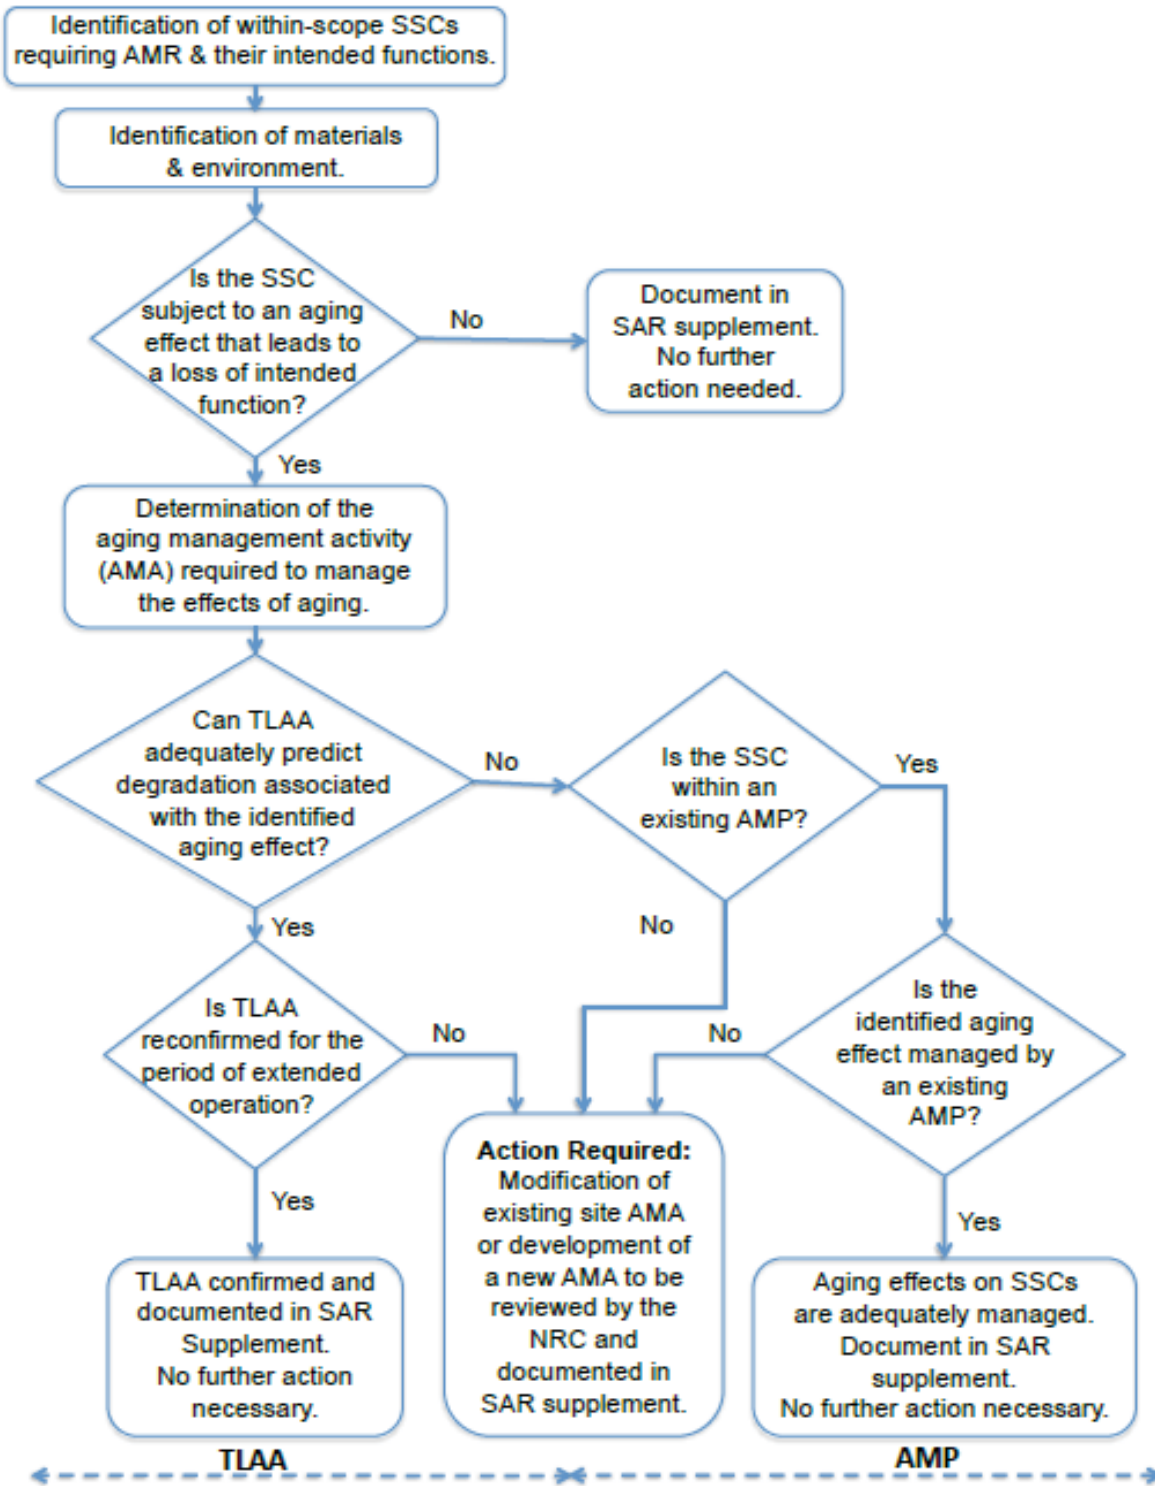 Identification of within-scope SSCs
requiring AMR & their intended functions.
Identification of materials
& environment.
Is the SSC
subject to an aging
effect that leads to
a loss of intended
function?
No
Document in
SAR supplement.
No further
action needed.
Yes
Determination of the
aging management activity
(AMA) required to manage
the effects of aging.
Can TLAA
adequately predict
degradation associated
with the identified
aging effect?
No
Is the SSC
within an
existing AMP?
Yes
Yes
No
Is TLAA
reconfirmed for the
period of extended
operation?
No
No
Is the
identified aging
effect managed by
an existing
AMP?
Yes
Yes
TLAA confirmed and
documented in SAR
Supplement.
No further action
necessary.
Action Required:
Modification of
existing site AMA
or development of
a new AMA to be
reviewed by the
NRC and
documented in
SAR supplement.
Aging effects on SSCs
are adequately managed.
Document in SAR
supplement.
No further action necessary.
TLAA
AMP